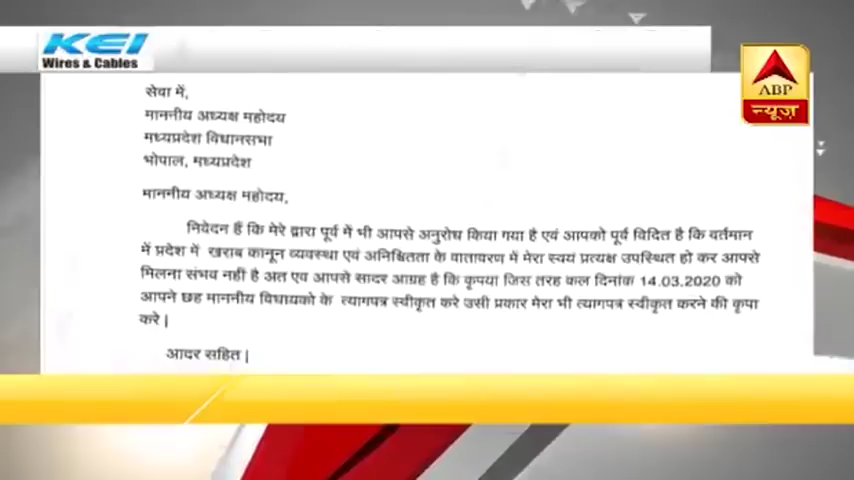 KEI
Wires & Cables
ABP
न्यूज़
सेवा में,
माननीय अध्यक्ष महोदय
मध्यप्रदेश विधानसभा
भोपाल, मध्यप्रदेश
माननीय अध्यक्ष महोदय,
निवेदन हैं कि मेरे द्वारा पूर्व में भी आपसे अनुरोध किया गया है एवं आपको पूर्व विदित है कि वर्तमान
में प्रदेश में खराब कानून व्यवस्था एवं अनिश्चितता के वातावरण में मेरा स्वयं प्रत्यक्ष उपस्थित हो कर आपसे
मिलना संभव नहीं है अत एव आपसे सादर आग्रह है कि कृपया जिस तरह कल दिनांक 14.03.2020 को
आपने छह माननीय विधायको के त्यागपत्र स्वीकृत करे उसी प्रकार मेरा भी त्यागपत्र स्वीकृत करने की कृपा
करे |
आदर सहित |